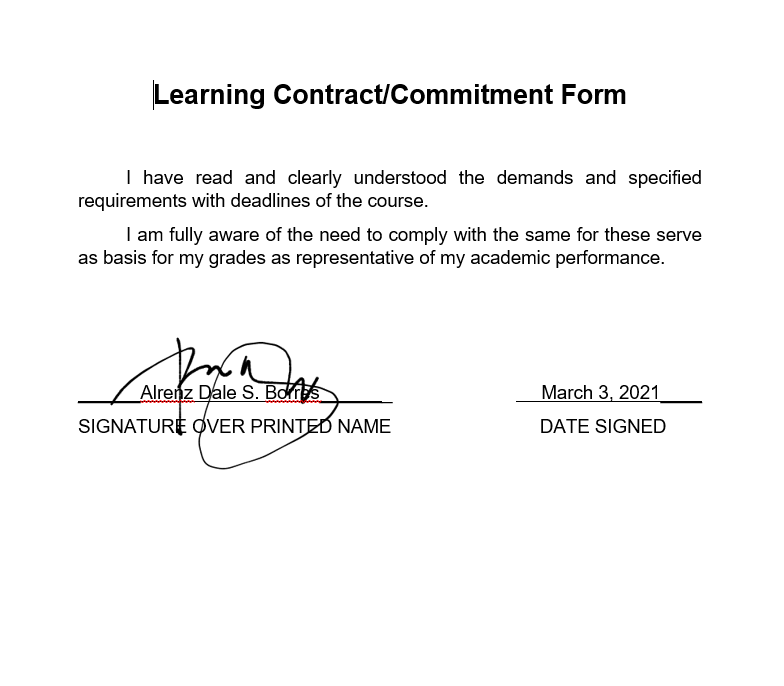 Learning Contract/Commitment Form
I have read and clearly understood the demands and specified
requirements with deadlines of the course.
I am fully aware of the need to comply with the same for these serve
as basis for my grades as representative of my academic performance.
Alrenz Dale S. Borres March 3, 2021
SIGNATURE OVER PRINTED NAME DATE SIGNED